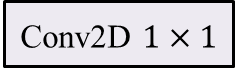 Conv2D 1 × 1